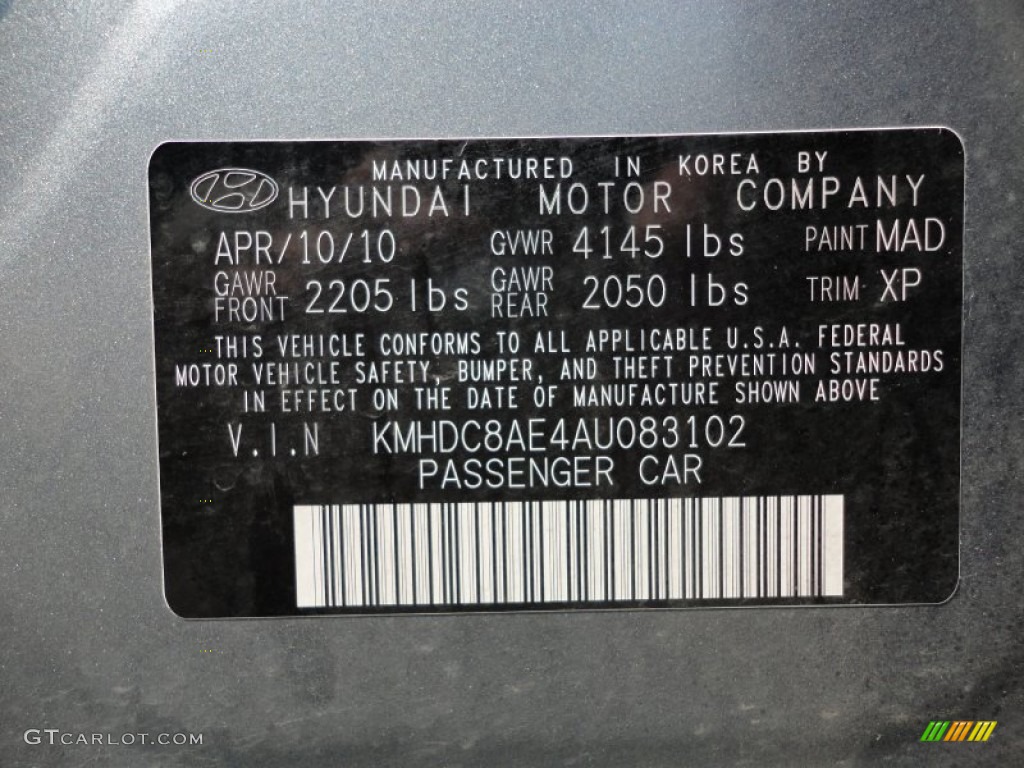 MANUFACTURED IN KOREA BY
HYUNDAI MOTOR COMPANY
APR/10/10 GVWR 4145 lbs PAINT MAD
GAWR FRONT 2205 lbs GAWR REAR 2050 lbs TRIM XP
THIS VEHICLE CONFORMS TO ALL APPLICABLE U.S.A. FEDERAL
MOTOR VEHICLE SAFETY, BUMPER, AND THEFT PREVENTION STANDARDS
IN EFFECT ON THE DATE OF MANUFACTURE SHOWN ABOVE
V.I.N KMHDC8AE4AU083102
PASSENGER CAR
GTCARLOT.COM